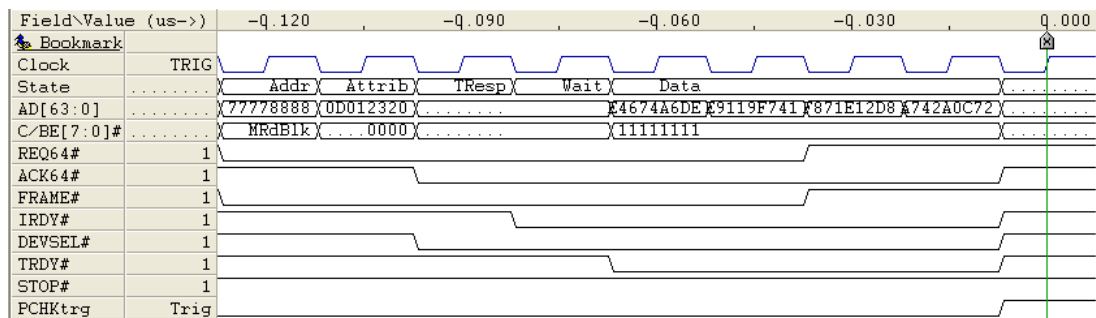 Field\Value (us->) -0.120 -0.090 -0.060 -0.030 0.000
Bookmark
Clock TRIG
State ........ Addr Attrib TResp Wait Data ........
AD[63:0] ........ 77778888 0D012320 ........ E4674A6DE E9119F741 F871E12D8 A742A0C72 ........
C/BE[7:0]# ........ MRdBlk ....0000 ........ 11111111 ........
REQ64# 1
ACK64# 1
FRAME# 1
IRDY# 1
DEVSEL# 1
TRDY# 1
STOP# 1
PCHKtrg Trig